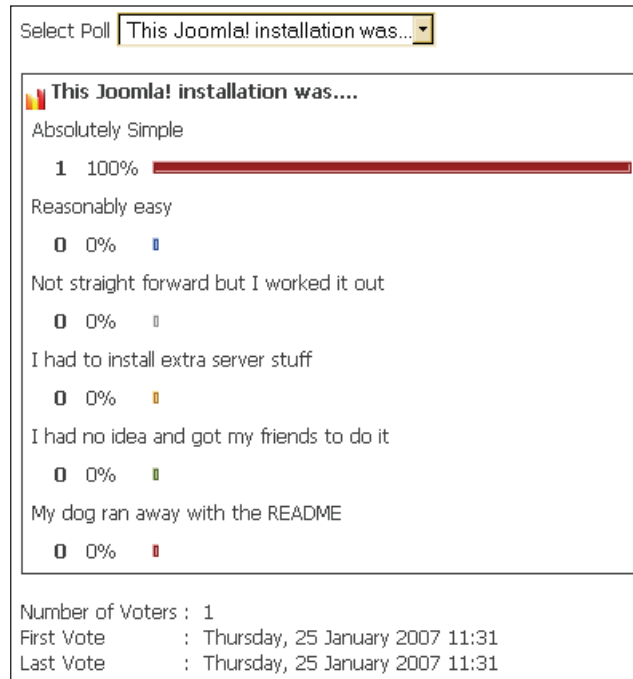 Select Poll This Joomla! installation was...
This Joomla! installation was....
Absolutely Simple
1 100%
Reasonably easy
0 0%
Not straight forward but I worked it out
0 0%
I had to install extra server stuff
0 0%
I had no idea and got my friends to do it
0 0%
My dog ran away with the README
0 0%
Number of Voters : 1
First Vote : Thursday, 25 January 2007 11:31
Last Vote : Thursday, 25 January 2007 11:31